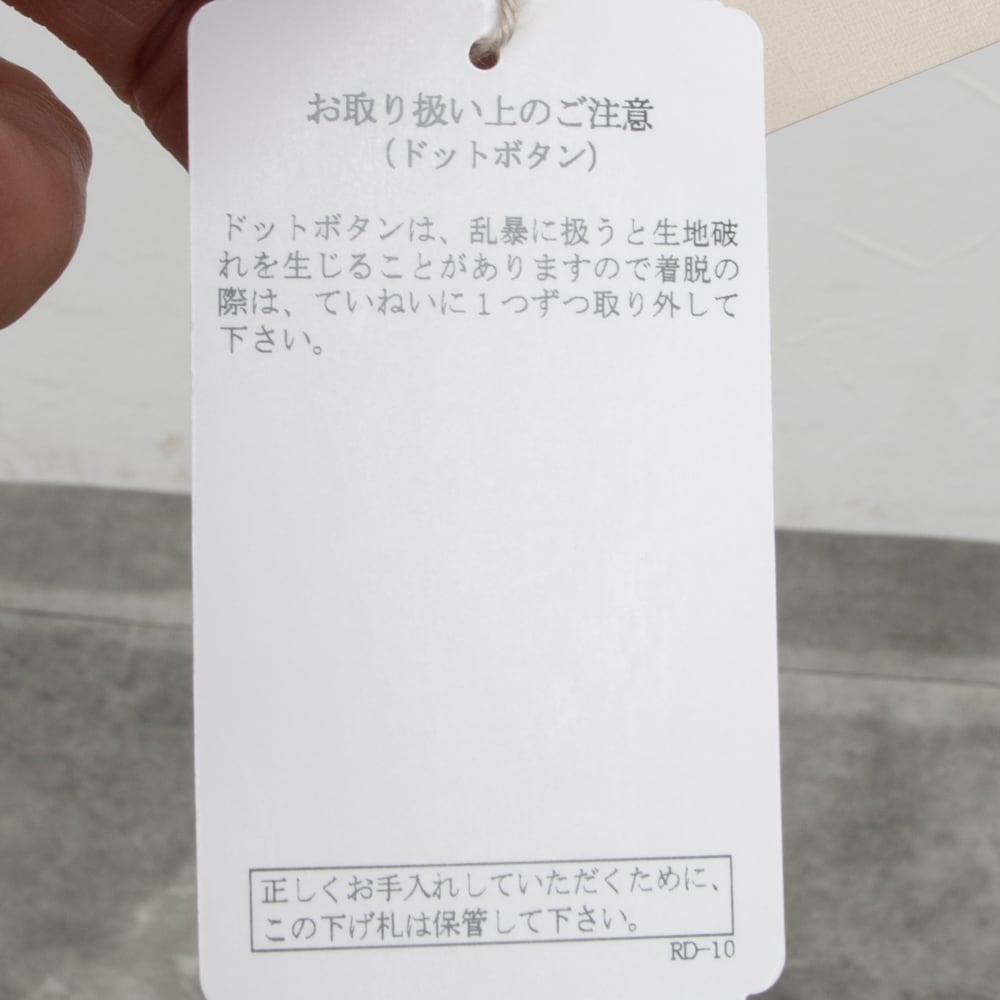 お取り扱い上のご注意
(ドットボタン)
ドットボタンは、乱暴に扱うと生地破
れを生じることがありますので着脱の
際は、ていねいに1つずつ取り外して
下さい。
正しくお手入れしていただくために、
この下げ札は保管して下さい。
RD-10